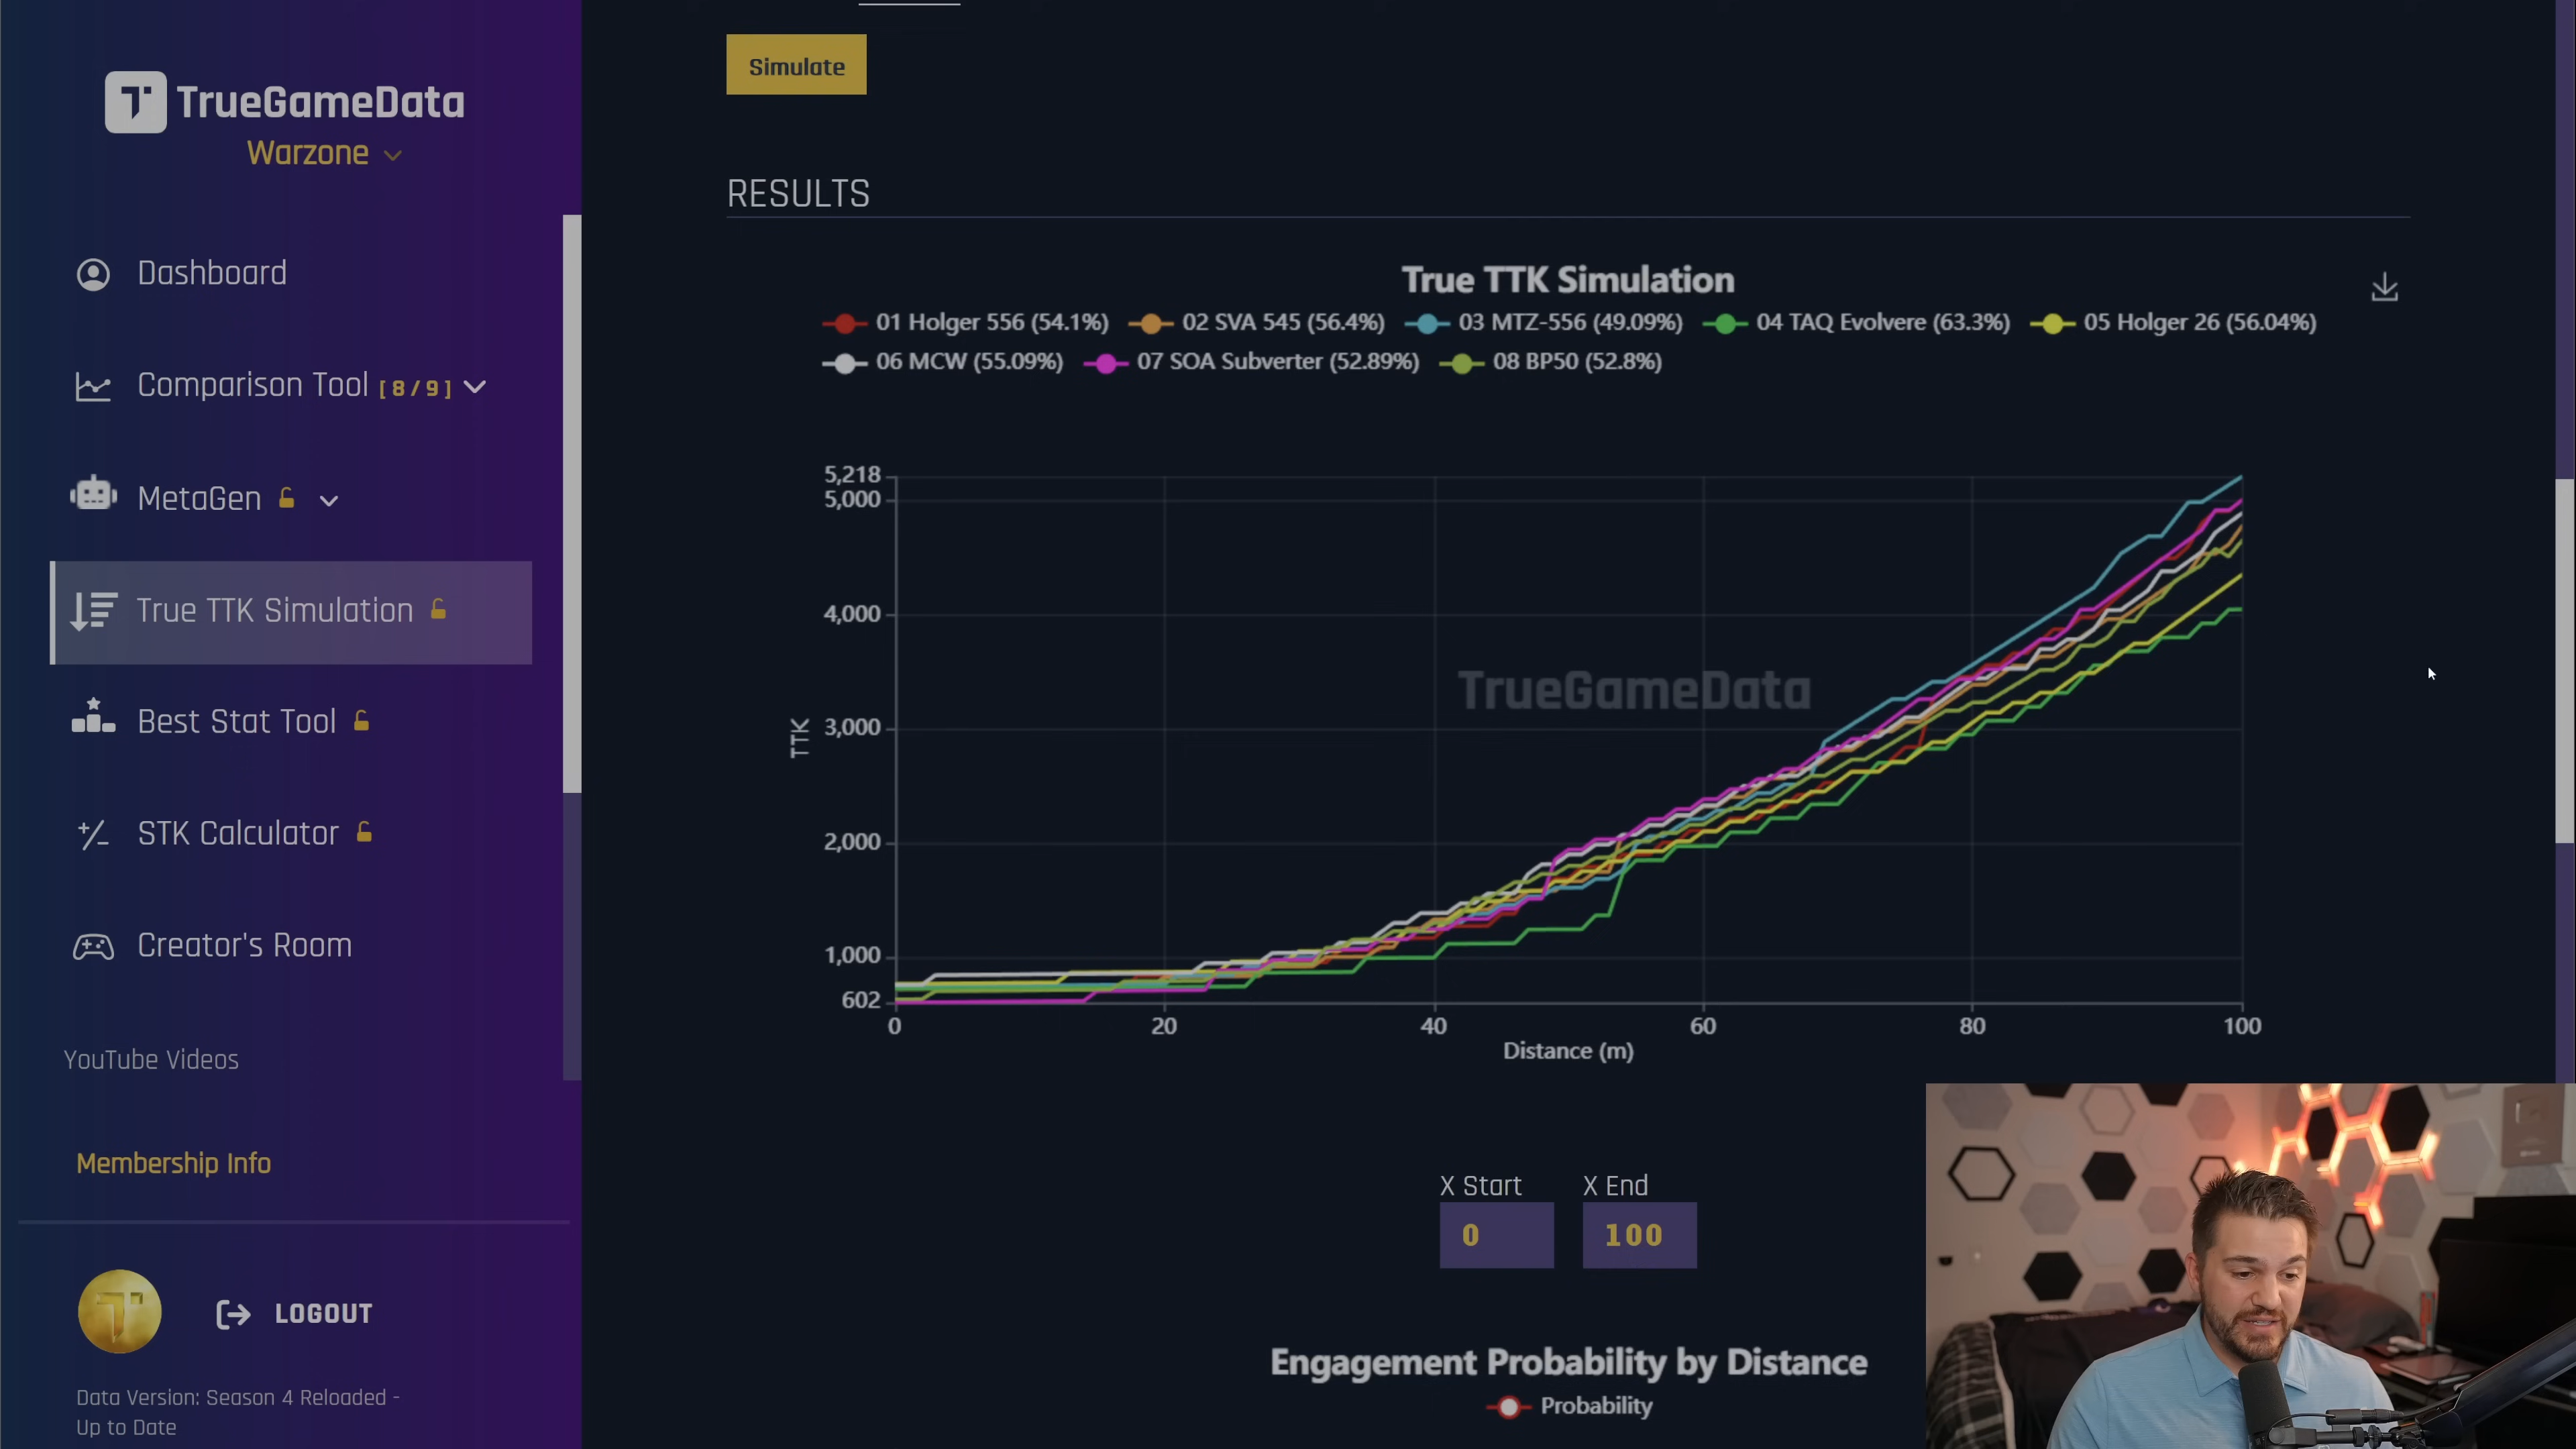 TrueGameData
Warzone
Dashboard
Comparison Tool [8/9]
MetaGen
True TTK Simulation
Best Stat Tool
STK Calculator
Creator's Room
YouTube Videos
Membership Info
LOGOUT
Data Version: Season 4 Reloaded -
Up to Date
Simulate
RESULTS
True TTK Simulation
01 Holger 556 (54.1%) 02 SVA 545 (56.4%) 03 MTZ-556 (49.09%) 04 TAQ Evolvere (63.3%) 05 Holger 26 (56.04%)
06 MCW (55.09%) 07 SOA Subverter (52.89%) 08 BP50 (52.8%)
5,218
5,000
4,000
3,000
2,000
1,000
602
TTK
TrueGameData
0 20 40 60 80 100
Distance (m)
X Start X End
0 100
Engagement Probability by Distance
Probability